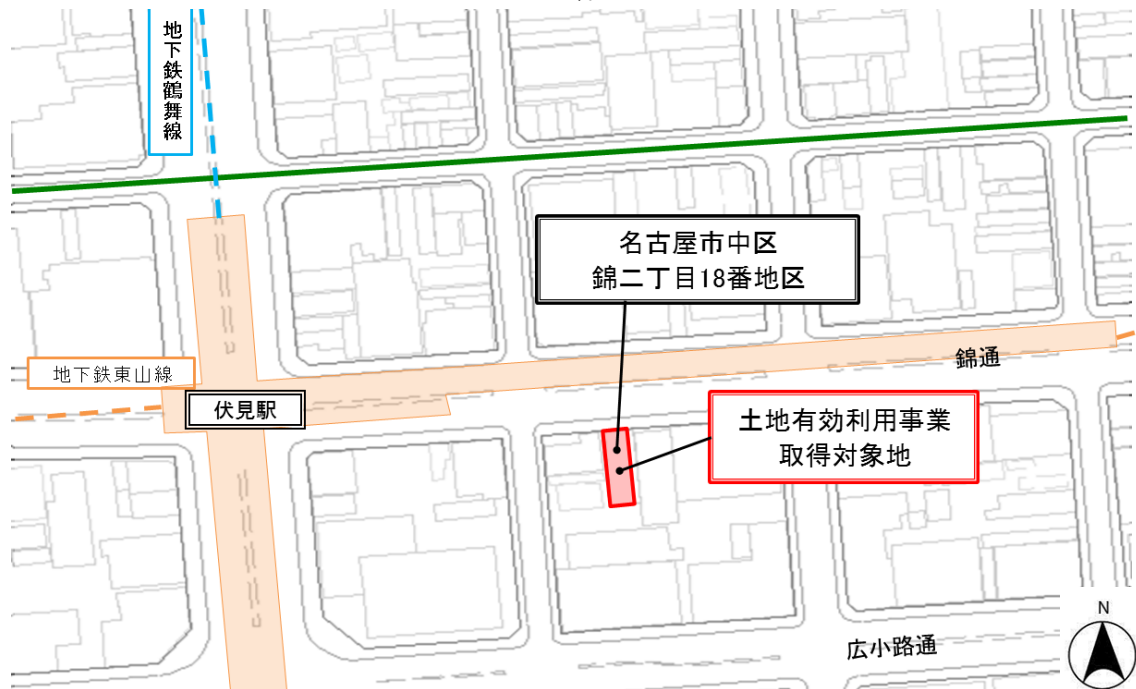 地下鉄鶴舞線
名古屋市中区
錦二丁目18番地区
錦通
地下鉄東山線
伏見駅
土地有効利用事業
取得対象地
広小路通
N